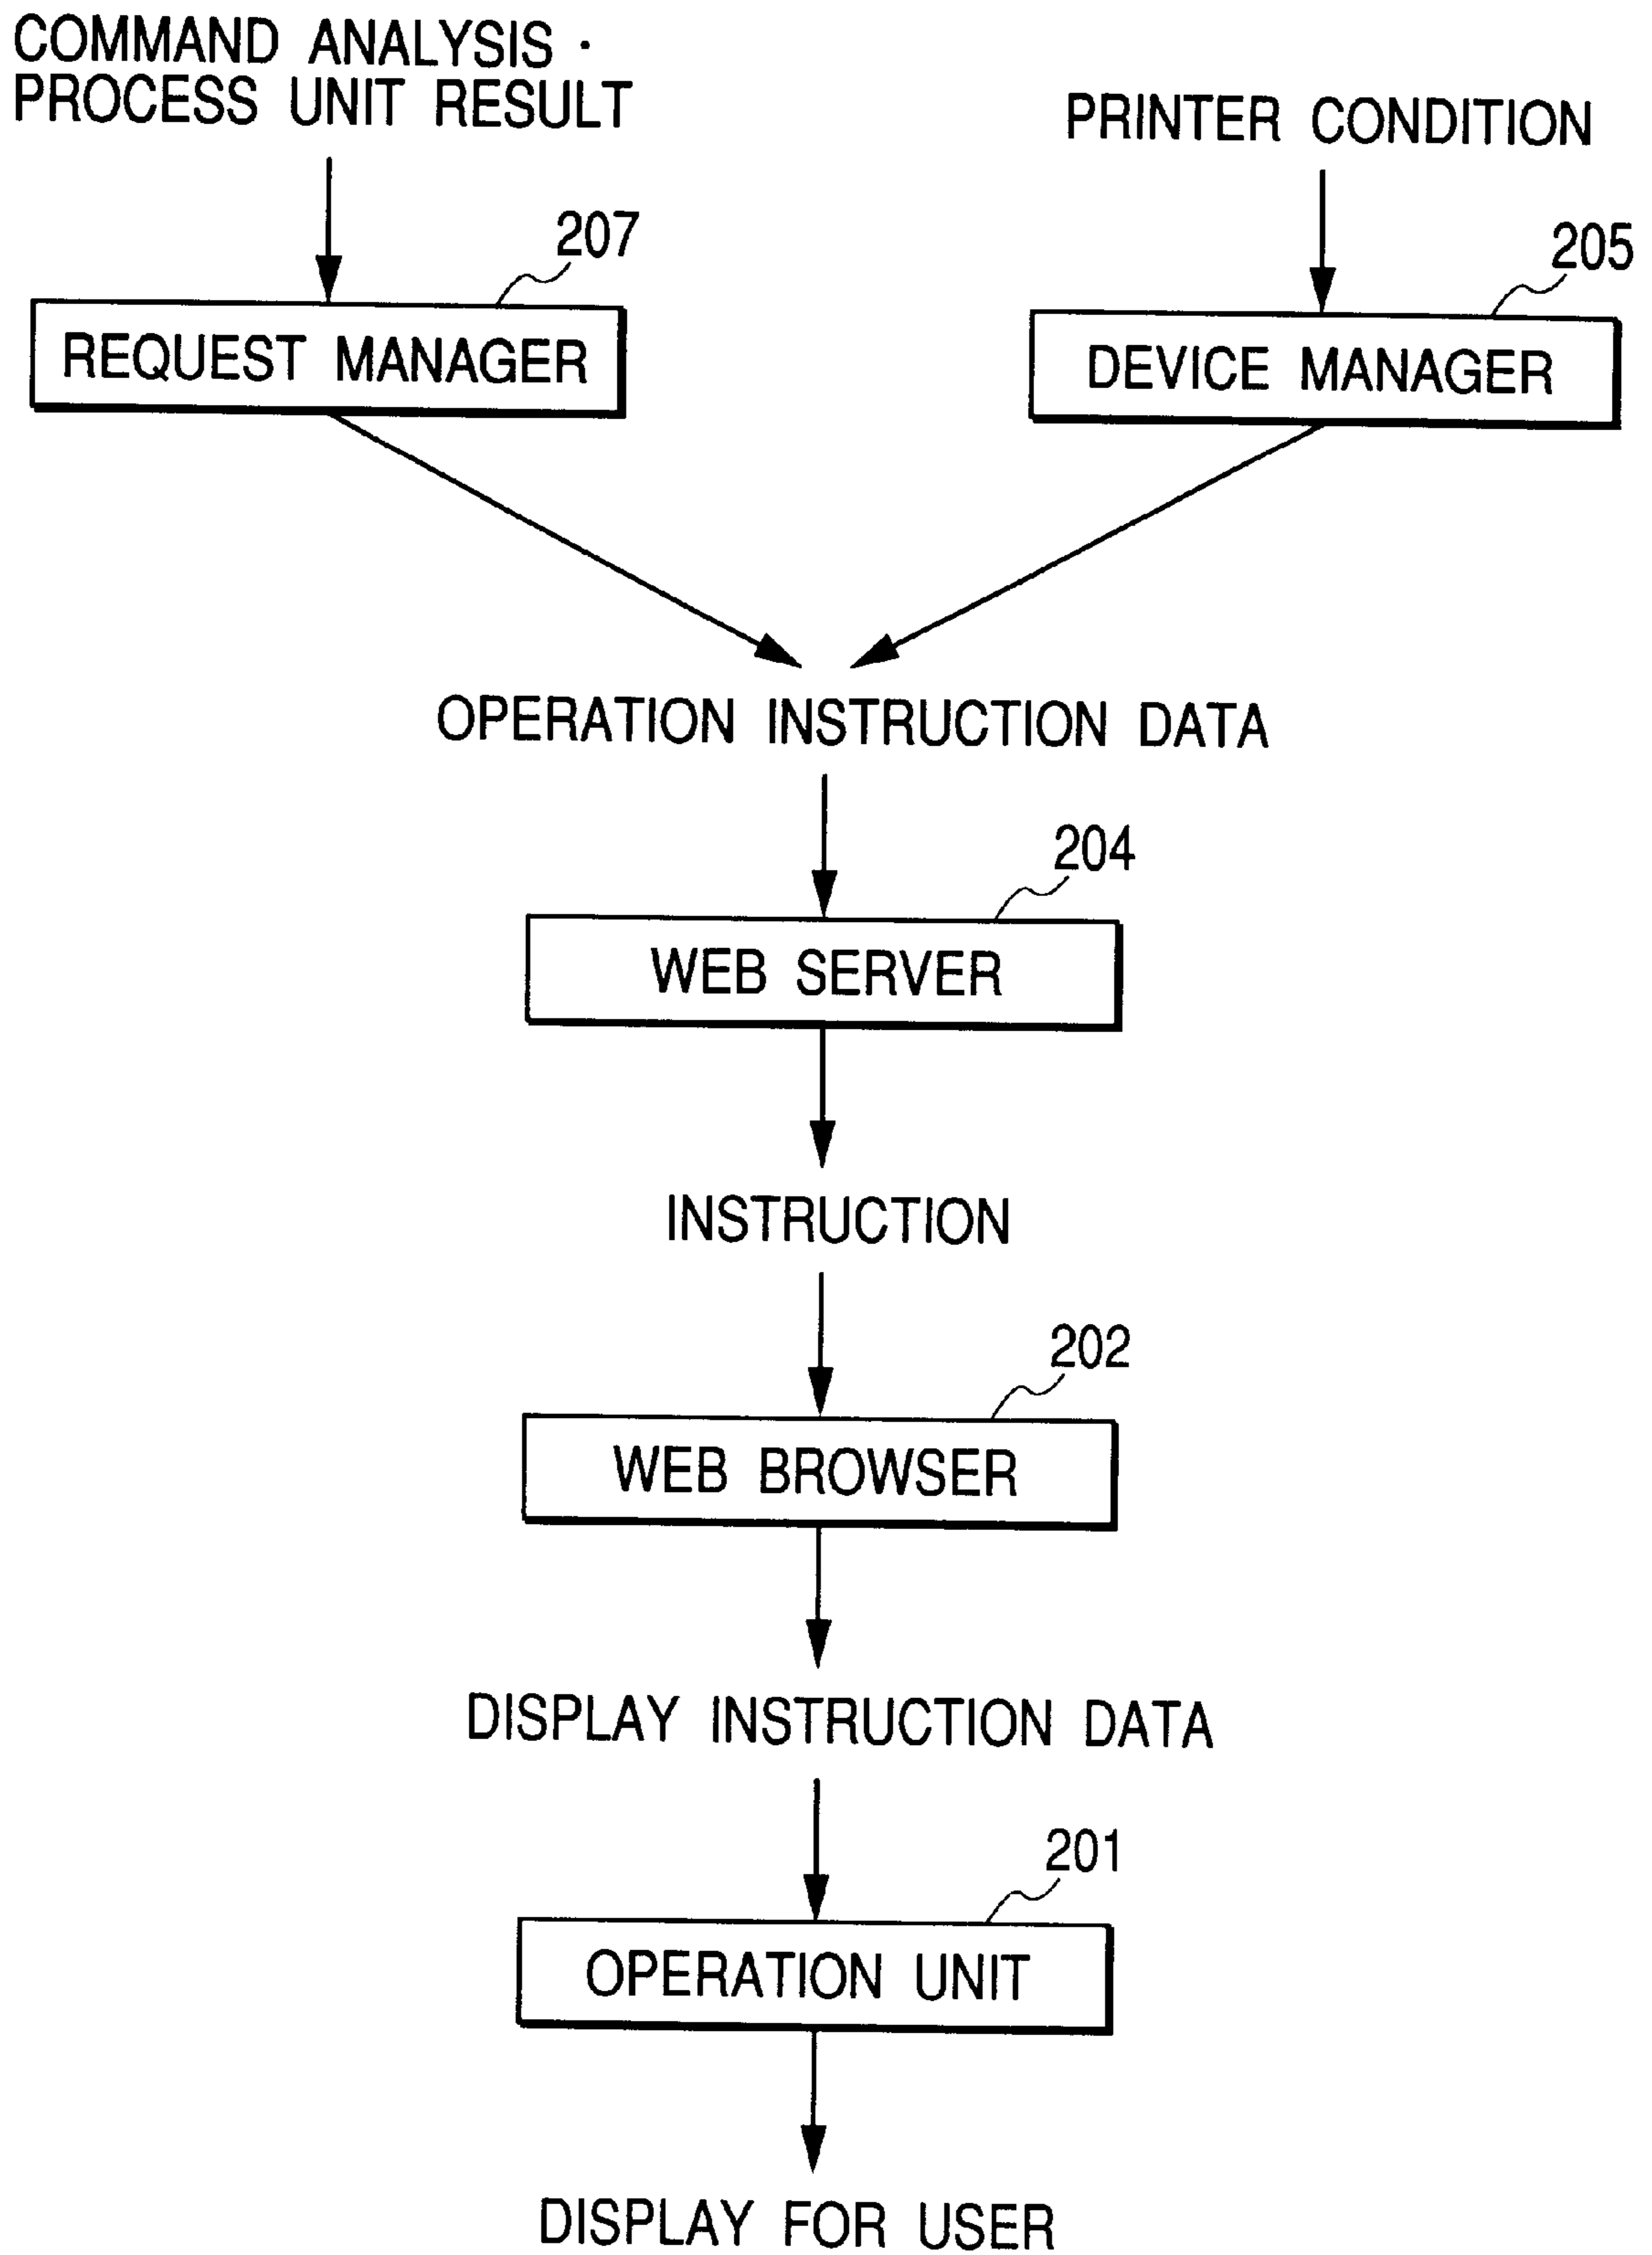 COMMAND ANALYSIS ·
PROCESS UNIT RESULT
PRINTER CONDITION
207
205
REQUEST MANAGER
DEVICE MANAGER
OPERATION INSTRUCTION DATA
204
WEB SERVER
INSTRUCTION
202
WEB BROWSER
DISPLAY INSTRUCTION DATA
201
OPERATION UNIT
DISPLAY FOR USER